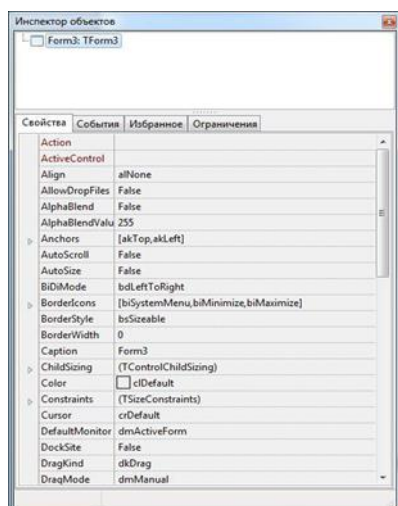 Инспектор объектов
Form3: TForm3
Свойства События Избранное Ограничения
Action
ActiveControl
Align alNone
AllowDropFiles False
AlphaBlend False
AlphaBlendValu 255
Anchors [akTop,akLeft]
AutoScroll False
AutoSize False
BiDiMode bdLeftToRight
BorderIcons [biSystemMenu,biMinimize,biMaximize]
BorderStyle bsSizeable
BorderWidth 0
Caption Form3
ChildSizing (TControlChildSizing)
Color clDefault
Constraints (TSizeConstraints)
Cursor crDefault
DefaultMonitor dmActiveForm
DockSite False
DragKind dkDrag
DragMode dmManual